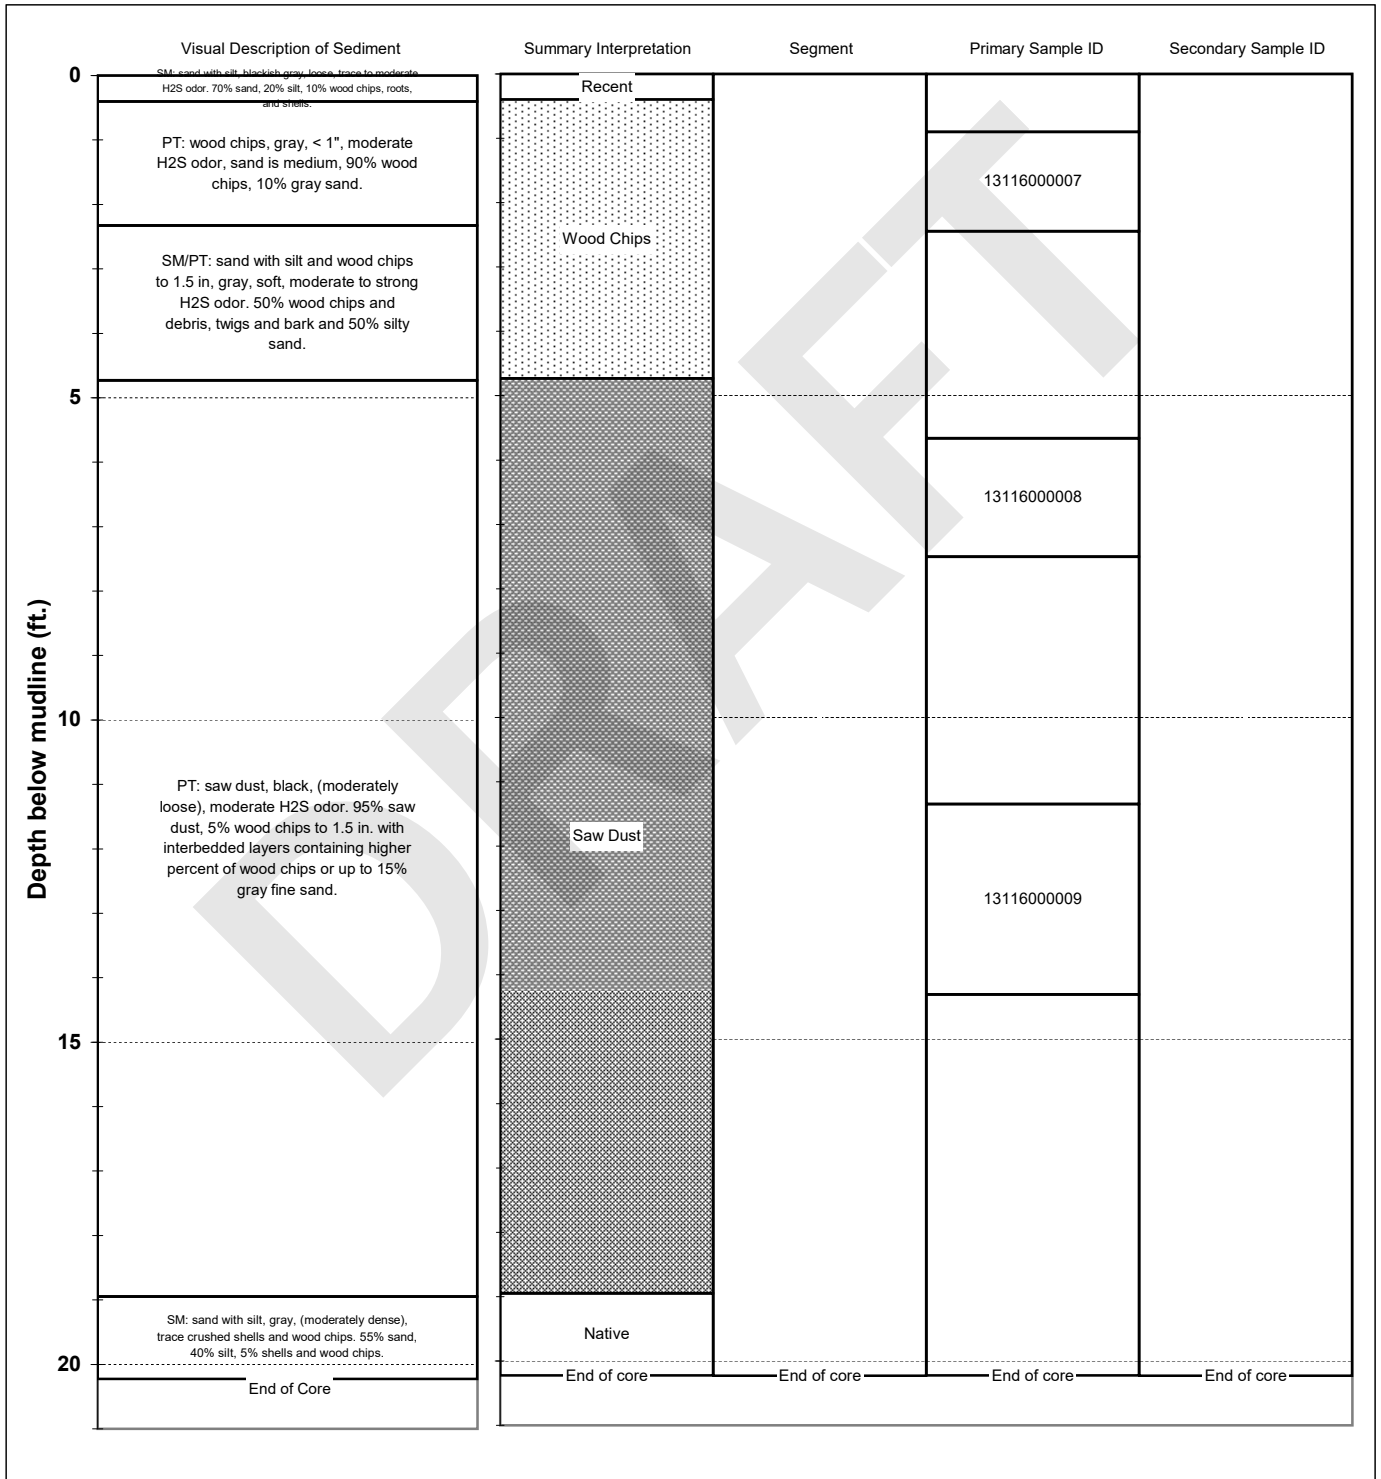 Visual Description of Sediment
Summary Interpretation
Segment
Primary Sample ID
Secondary Sample ID
Depth below mudline (ft.)
0
5
10
15
20
SM: sand with silt, blackish gray, loose, trace to moderate
H2S odor. 70% sand, 20% silt, 10% wood chips, roots,
and shells.
PT: wood chips, gray, < 1", moderate
H2S odor, sand is medium, 90% wood
chips, 10% gray sand.
SM/PT: sand with silt and wood chips
to 1.5 in, gray, soft, moderate to strong
H2S odor. 50% wood chips and
debris, twigs and bark and 50% silty
sand.
PT: saw dust, black, (moderately
loose), moderate H2S odor. 95% saw
dust, 5% wood chips to 1.5 in. with
interbedded layers containing higher
percent of wood chips or up to 15%
gray fine sand.
SM: sand with silt, gray, (moderately dense),
trace crushed shells and wood chips. 55% sand,
40% silt, 5% shells and wood chips.
End of Core
Recent
Wood Chips
Saw Dust
Native
End of core
End of core
13116000007
13116000008
13116000009
End of core
End of core
DRAFT